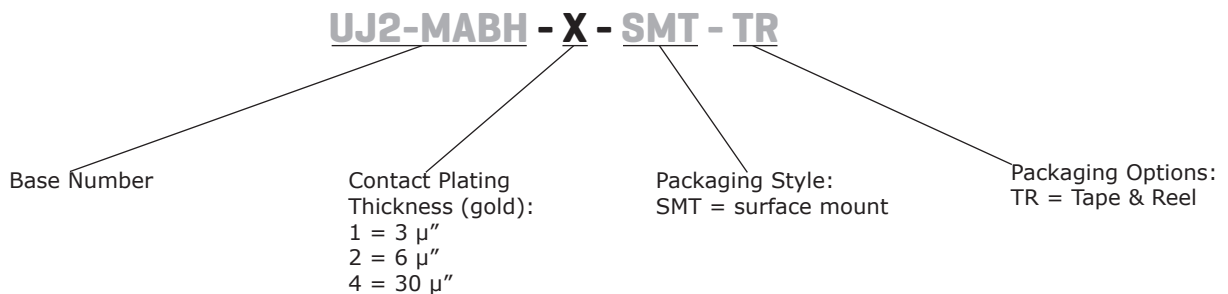 UJ2-MABH - X - SMT - TR
Base Number
Contact Plating
Thickness (gold):
1 = 3 µ”
2 = 6 µ”
4 = 30 µ”
Packaging Style:
SMT = surface mount
Packaging Options:
TR = Tape & Reel